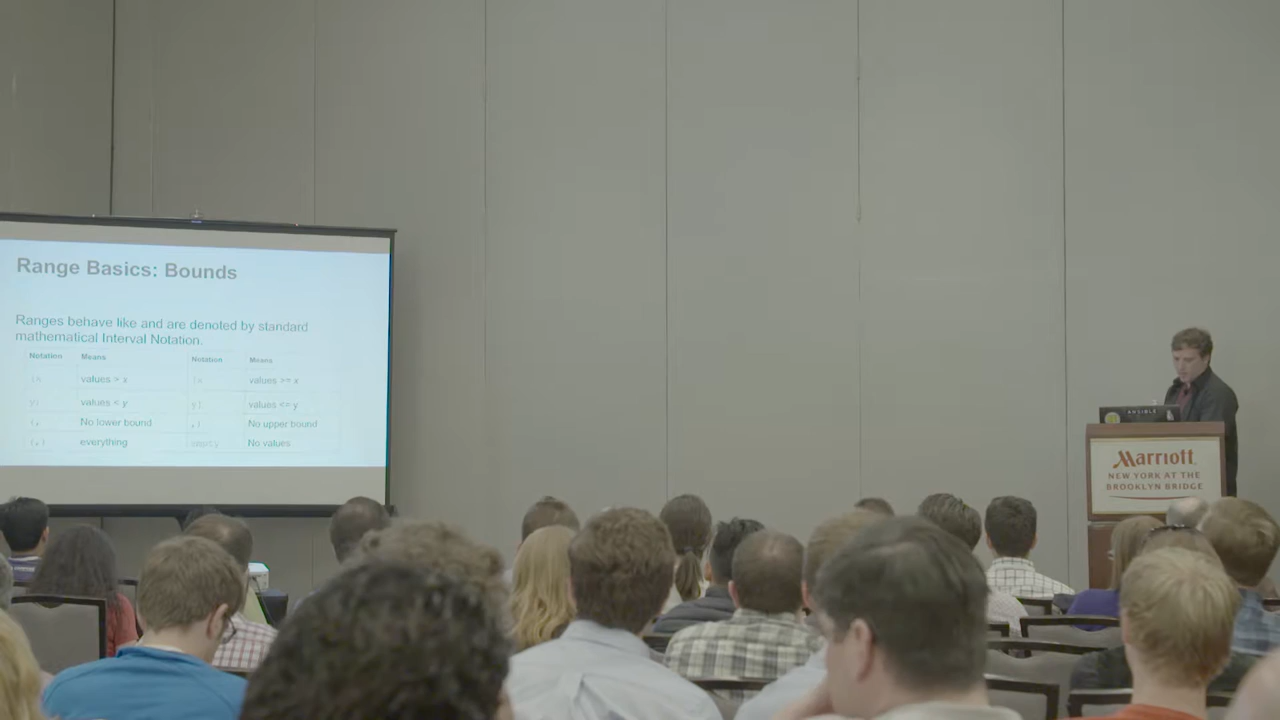 Range Basics: Bounds
Ranges behave like and are denoted by standard
mathematical Interval Notation.
Notation Means Notation Means
(x values > x [x values >= x
y) values < y y] values <= y
(, No lower bound ,) No upper bound
(,) everything empty No values
ANSIBLE
Marriott
NEW YORK AT THE
BROOKLYN BRIDGE